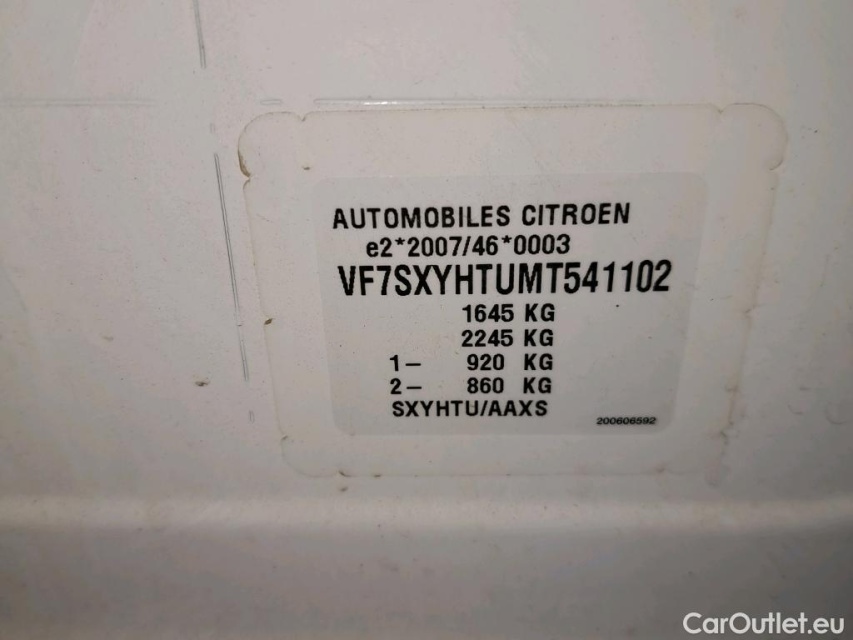 AUTOMOBILES CITROEN
e2*2007/46*0003
VF7SXYHTUMT541102
1645 KG
2245 KG
1- 920 KG
2- 860 KG
SXYHTU/AAXS
200606592
CarOutlet.eu